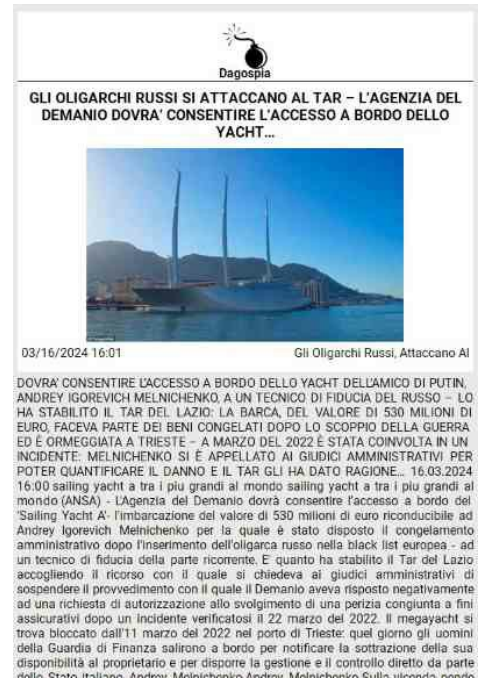 Dagospia
GLI OLIGARCHI RUSSI SI ATTACCANO AL TAR – L'AGENZIA DEL
DEMANIO DOVRA' CONSENTIRE L'ACCESSO A BORDO DELLO
YACHT...
03/16/2024 16:01 Gli Oligarchi Russi, Attaccano Al
DOVRA' CONSENTIRE L'ACCESSO A BORDO DELLO YACHT DELL'AMICO DI PUTIN,
ANDREY IGOREVICH MELNICHENKO, A UN TECNICO DI FIDUCIA DEL RUSSO – LO
HA STABILITO IL TAR DEL LAZIO: LA BARCA, DEL VALORE DI 530 MILIONI DI
EURO, FACEVA PARTE DEI BENI CONGELATI DOPO LO SCOPPIO DELLA GUERRA
ED È ORMEGGIATA A TRIESTE – A MARZO DEL 2022 È STATA COINVOLTA IN UN
INCIDENTE: MELNICHENKO SI È APPELLATO AI GIUDICI AMMINISTRATIVI PER
POTER QUANTIFICARE IL DANNO E IL TAR GLI HA DATO RAGIONE... 16.03.2024
16:00 sailing yacht a tra i piu grandi al mondo sailing yacht a tra i piu grandi al
mondo (ANSA) - L'Agenzia del Demanio dovrà consentire l'accesso a bordo del
'Sailing Yacht A'- l'imbarcazione del valore di 530 milioni di euro riconducibile ad
Andrey Igorevich Melnichenko per la quale è stato disposto il congelamento
amministrativo dopo l'inserimento dell'oligarca russo nella black list europea - ad
un tecnico di fiducia della parte ricorrente. E' quanto ha stabilito il Tar del Lazio
accogliendo il ricorso con il quale si chiedeva ai giudici amministrativi di
sospendere il provvedimento con il quale il Demanio aveva risposto negativamente
ad una richiesta di autorizzazione allo svolgimento di una perizia congiunta a fini
assicurativi dopo un incidente verificatosi il 22 marzo del 2022. Il megayacht si
trova bloccato dall'11 marzo del 2022 nel porto di Trieste: quel giorno gli uomini
della Guardia di Finanza salirono a bordo per notificare la sottrazione della sua
disponibilità al proprietario e per disporre la gestione e il controllo diretto da parte
dello Stato italiano. Andrey Melnichenko Andrey Melnichenko Sulla vicenda pende